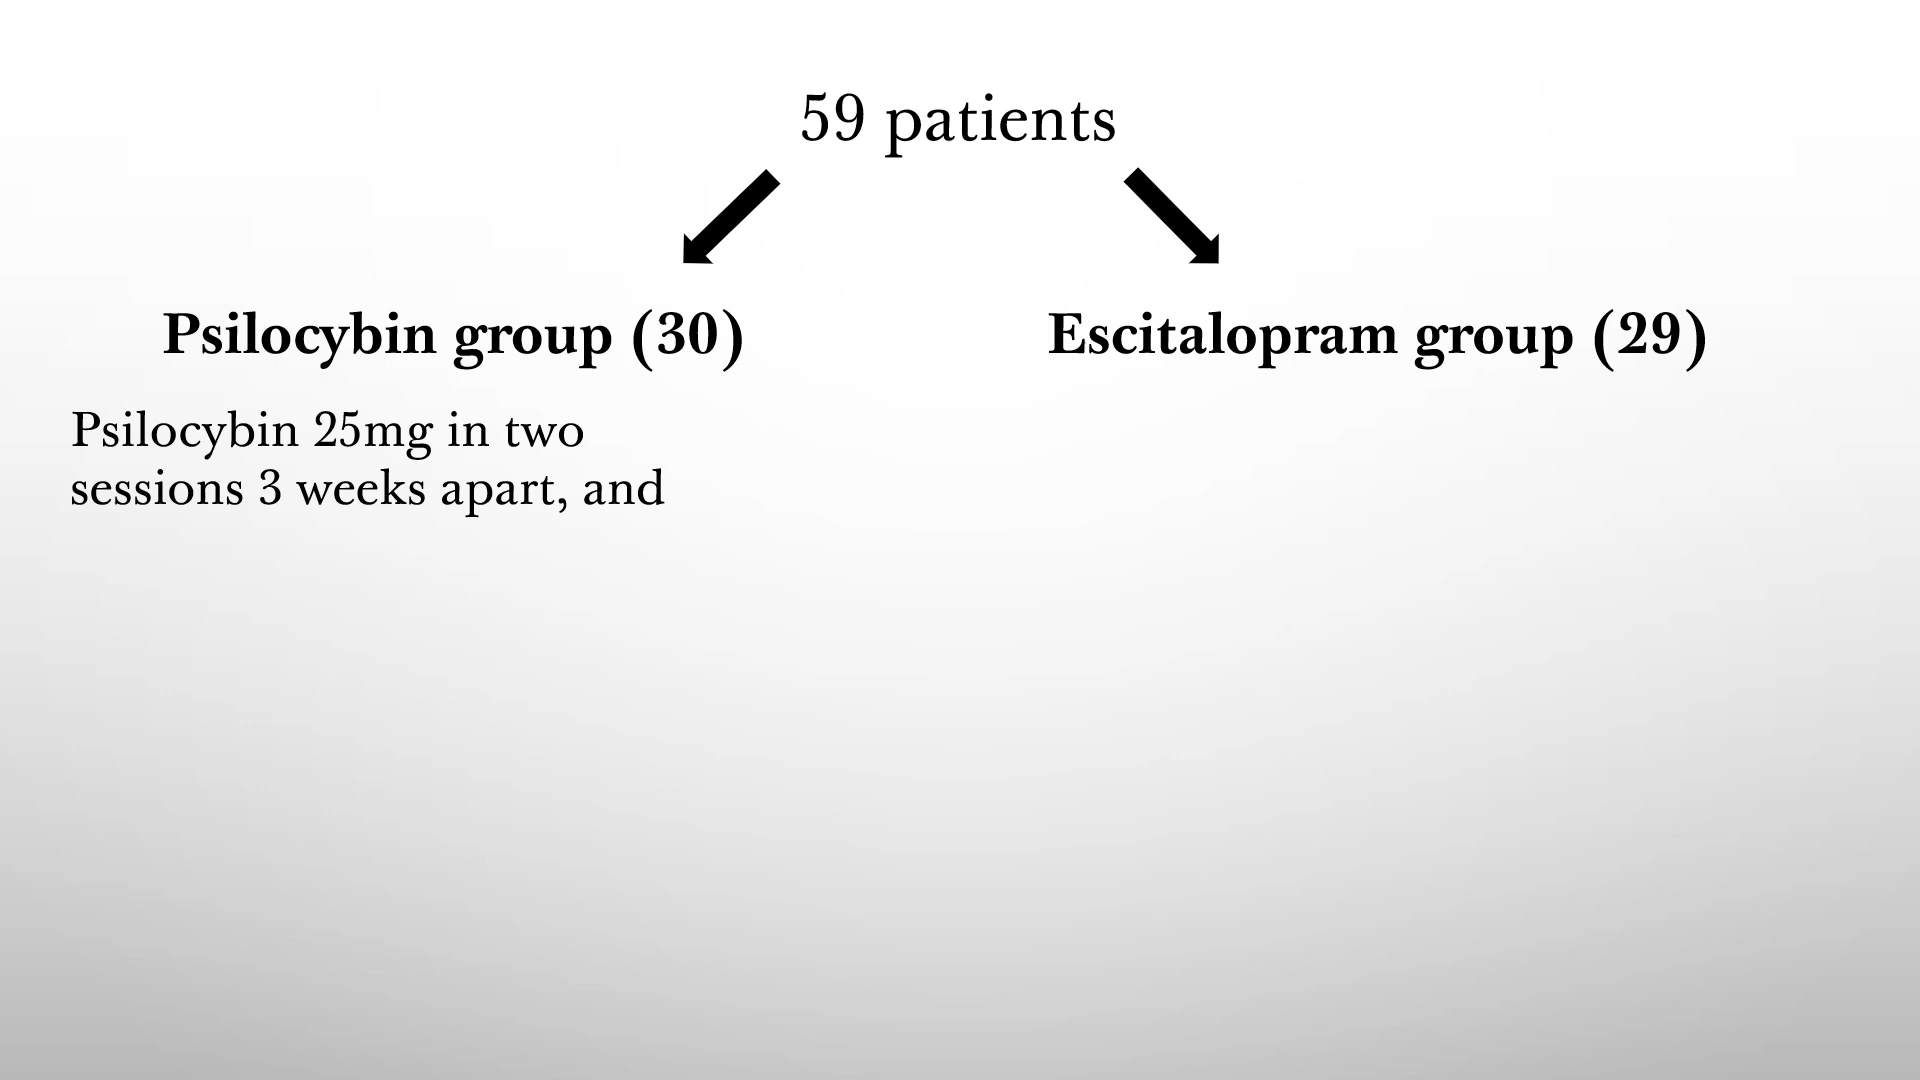 59 patients
Psilocybin group (30)
Escitalopram group (29)
Psilocybin 25mg in two
sessions 3 weeks apart, and